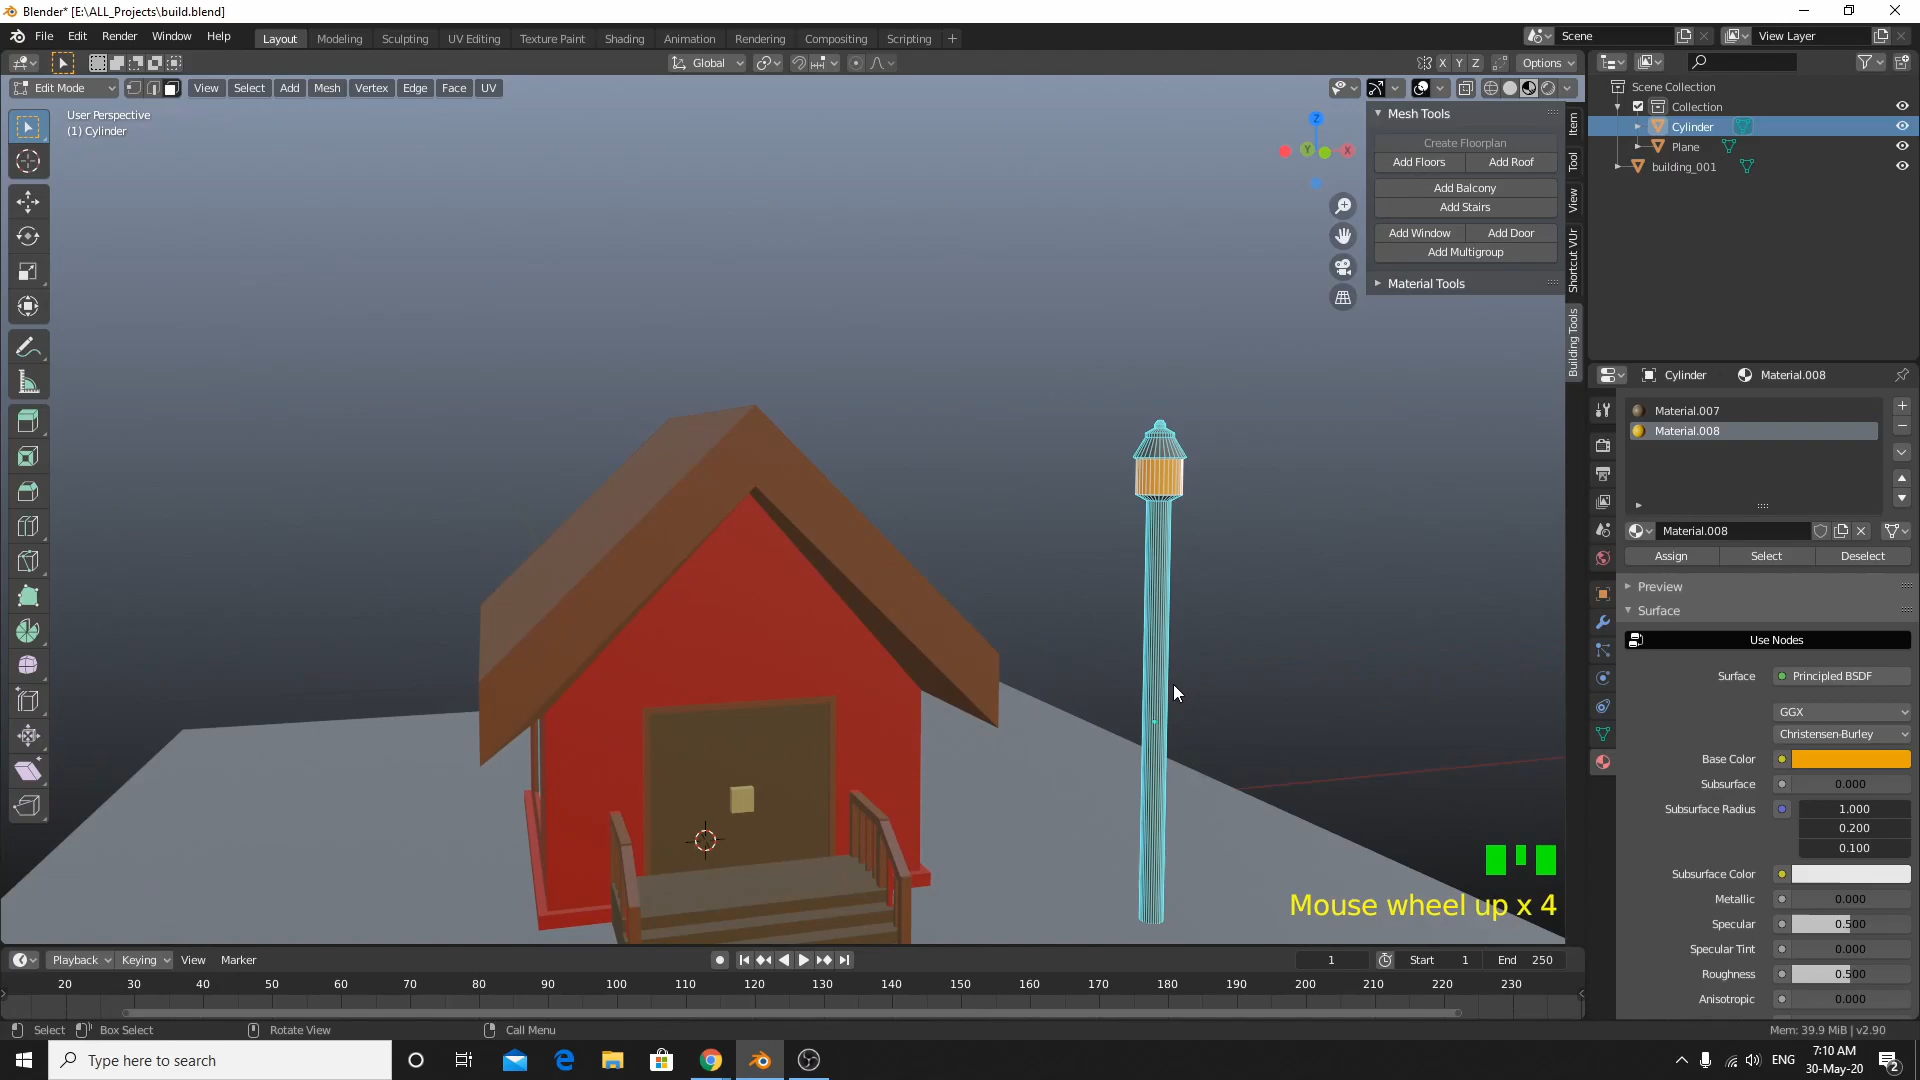 Blender* [E:\ALL_Projects\build.blend]
File Edit Render Window Help
Layout Modeling Sculpting UV Editing Texture Paint Shading Animation Rendering Compositing Scripting +
Scene
View Layer
Global
X Y Z
Options
Edit Mode
View Select Add Mesh Vertex Edge Face UV
User Perspective
(1) Cylinder
Z
Y
X
Mesh Tools
Create Floorplan
Add Floors Add Roof
Add Balcony
Add Stairs
Add Window Add Door
Add Multigroup
Material Tools
Item
Tool
View
Shortcut VUr
Building Tools
Scene Collection
Collection
Cylinder
Plane
building_001
Cylinder Material.008
Material.007
Material.008
Material.008
Assign Select Deselect
Preview
Surface
Use Nodes
Surface Principled BSDF
GGX
Christensen-Burley
Base Color
Subsurface 0.000
Subsurface Radius 1.000
0.200
0.100
Subsurface Color
Metallic 0.000
Specular 0.500
Specular Tint 0.000
Roughness 0.500
Anisotropic 0.000
Mouse wheel up x 4
Playback Keying View Marker
1 Start 1 End 250
20 30 40 50 60 70 80 90 100 110 120 130 140 150 160 170 180 190 200 210 220 230
Select Box Select Rotate View Call Menu
Mem: 39.9 MiB | v2.90
Type here to search
ENG
7:10 AM
30-May-20
2